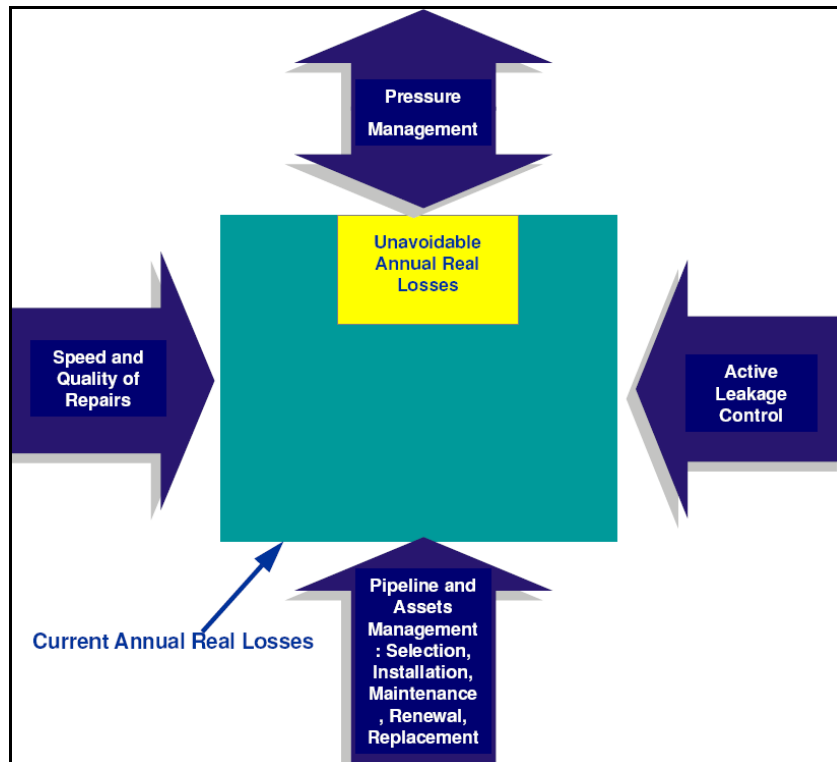 Pressure
Management
Unavoidable
Annual Real
Losses
Speed and
Quality of
Repairs
Active
Leakage
Control
Pipeline and
Assets
Management
: Selection,
Installation,
Maintenance
, Renewal,
Replacement
Current Annual Real Losses